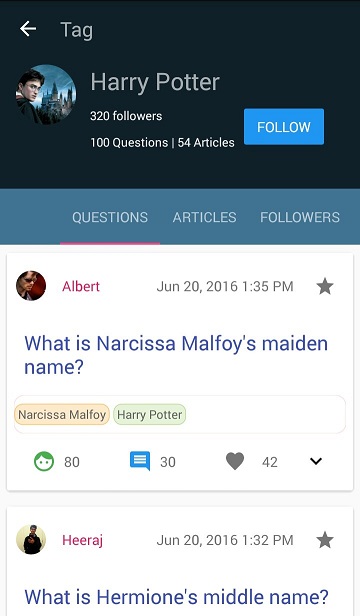 Tag
Harry Potter
320 followers
100 Questions | 54 Articles
FOLLOW
QUESTIONS ARTICLES FOLLOWERS
Albert Jun 20, 2016 1:35 PM
What is Narcissa Malfoy's maiden
name?
Narcissa Malfoy Harry Potter
80 30 42
Heeraj Jun 20, 2016 1:32 PM
What is Hermione's middle name?